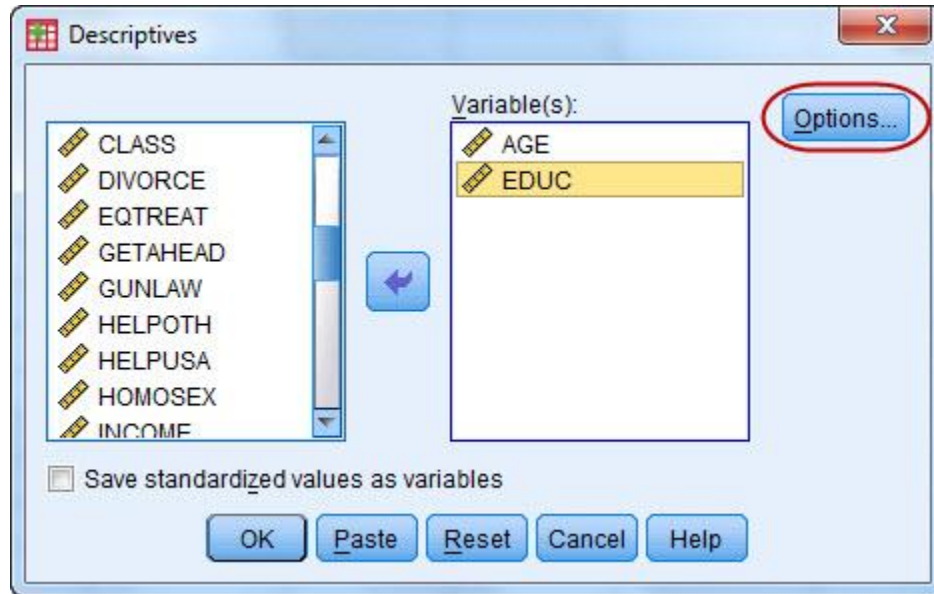 Descriptives
Variable(s):
Options...
CLASS
DIVORCE
EQTREAT
GETAHEAD
GUNLAW
HELPOTH
HELPUSA
HOMOSEX
INCOME
AGE
EDUC
Save standardized values as variables
OK
Paste
Reset
Cancel
Help